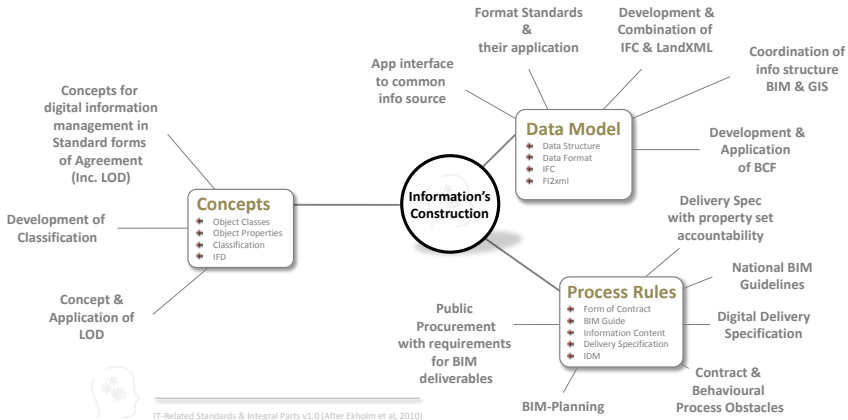 Format Standards
&
their application
Development &
Combination of
IFC & LandXML
App interface
to common
info source
Coordination of
info structure
BIM & GIS
Concepts for
digital information
management in
Standard forms
of Agreement
(Inc. LOD)
Data Model
Data Structure
Data Format
IFC
FI2xml
Development &
Application
of BCF
Concepts
Object Classes
Object Properties
Classification
IFD
Information's
Construction
Development of
Classification
Delivery Spec
with property set
accountability
National BIM
Guidelines
Concept &
Application of
LOD
Process Rules
Form of Contract
BIM Guide
Information Content
Delivery Specification
IDM
Public
Procurement
with requirements
for BIM
deliverables
Digital Delivery
Specification
Contract &
Behavioural
Process Obstacles
BIM-Planning
IT-Related Standards & Integral Parts v1.0 (After Ekholm et al, 2010)